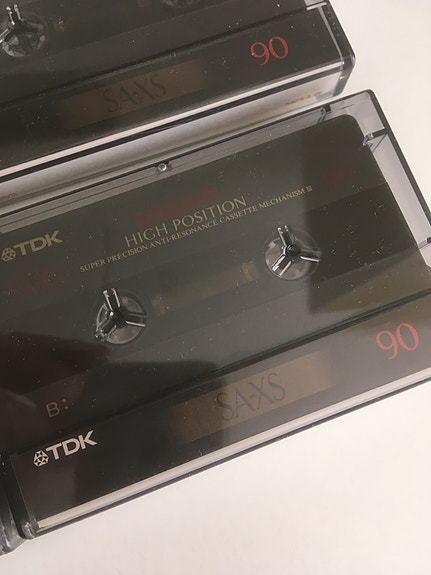 90
SA-XS
TDK
HIGH POSITION
SUPER PRECISION ANTI-RESONANCE CASSETTE MECHANISM II
B:
90
SA-XS
TDK